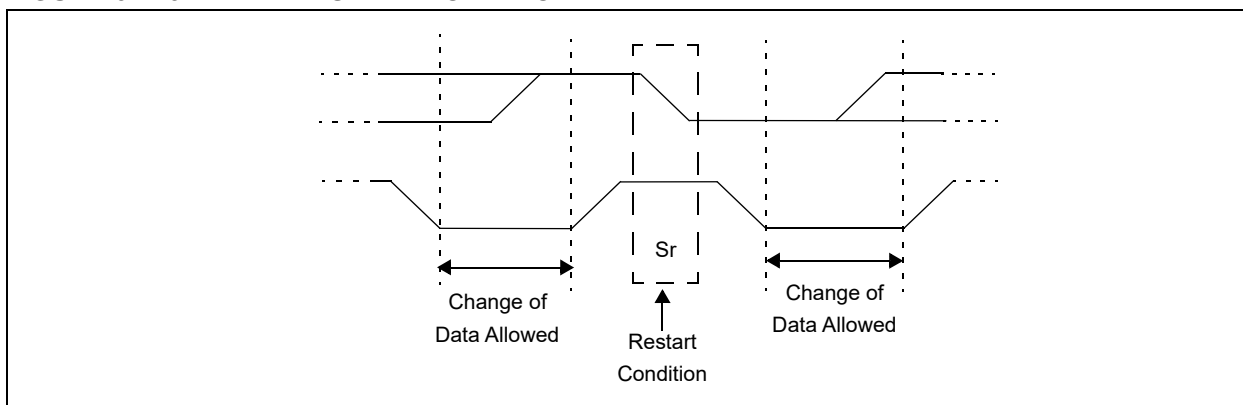 Sr
Change of
Data Allowed
Restart
Condition
Change of
Data Allowed